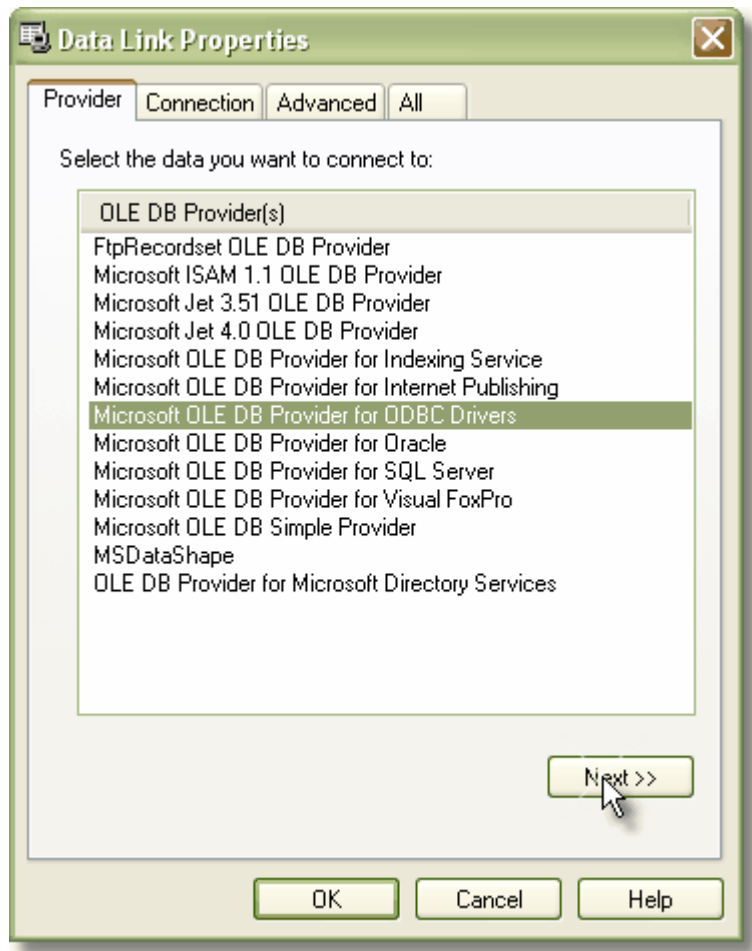 Data Link Properties
Provider Connection Advanced All
Select the data you want to connect to:
OLE DB Provider(s)
FtpRecordset OLE DB Provider
Microsoft ISAM 1.1 OLE DB Provider
Microsoft Jet 3.51 OLE DB Provider
Microsoft Jet 4.0 OLE DB Provider
Microsoft OLE DB Provider for Indexing Service
Microsoft OLE DB Provider for Internet Publishing
Microsoft OLE DB Provider for ODBC Drivers
Microsoft OLE DB Provider for Oracle
Microsoft OLE DB Provider for SQL Server
Microsoft OLE DB Provider for Visual FoxPro
Microsoft OLE DB Simple Provider
MSDataShape
OLE DB Provider for Microsoft Directory Services
Next >>
OK Cancel Help